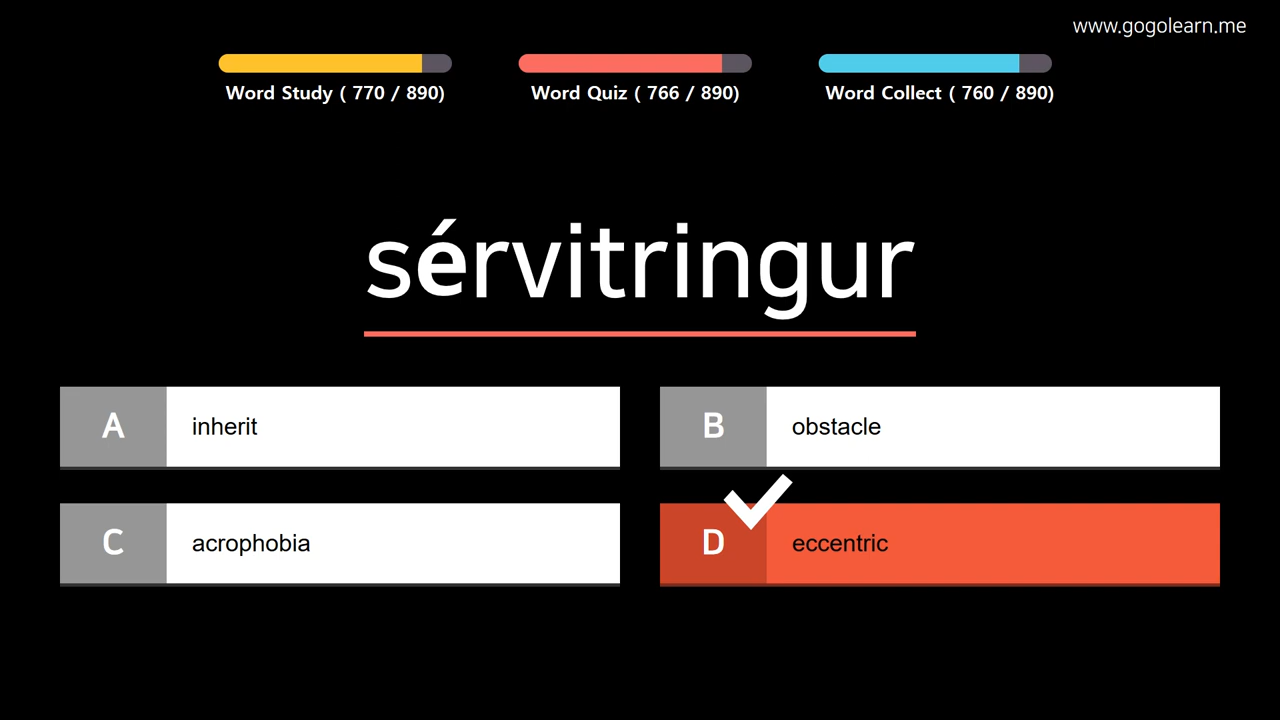 www.gogolearn.me
Word Study ( 770 / 890)
Word Quiz ( 766 / 890)
Word Collect ( 760 / 890)
sérvitringur
A inherit
B obstacle
C acrophobia
D eccentric